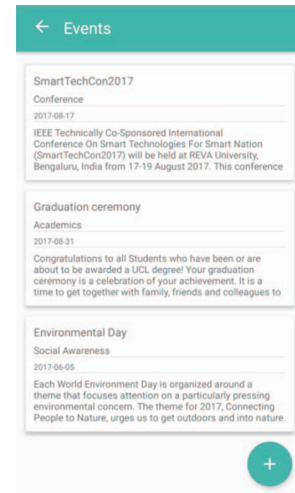 Events
SmartTechCon2017
Conference
2017-08-17
IEEE Technically Co-Sponsored International
Conference On Smart Technologies For Smart Nation
(SmartTechCon2017) will be held at REVA University,
Bengaluru, India from 17-19 August 2017. This conference
Graduation ceremony
Academics
2017-08-31
Congratulations to all Students who have been or are
about to be awarded a UCL degree! Your graduation
ceremony is a celebration of your achievement. It is a
time to get together with family, friends and colleagues to
Environmental Day
Social Awareness
2017-06-05
Each World Environment Day is organized around a
theme that focuses attention on a particularly pressing
environmental concern. The theme for 2017, Connecting
People to Nature, urges us to get outdoors and into nature.